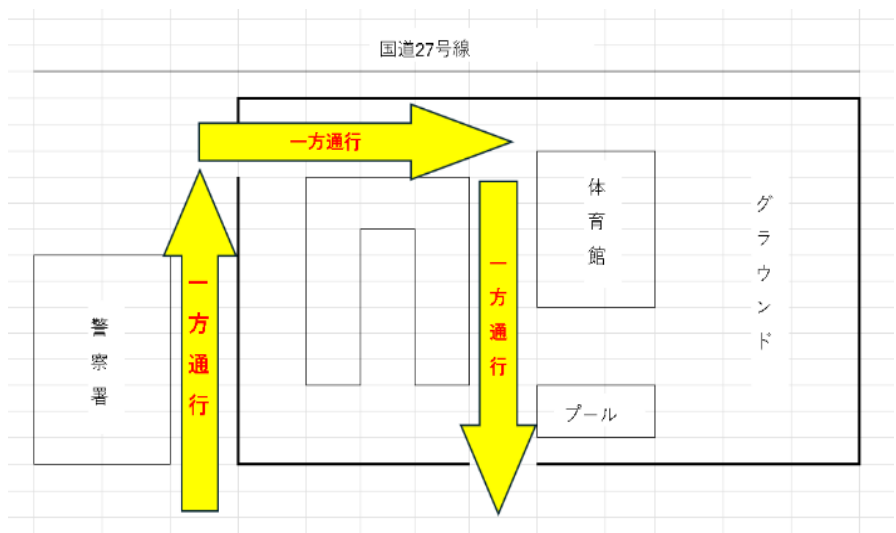 国道27号線
一方通行
体育館
グラウンド
一方通行
一方通行
警察署
プール